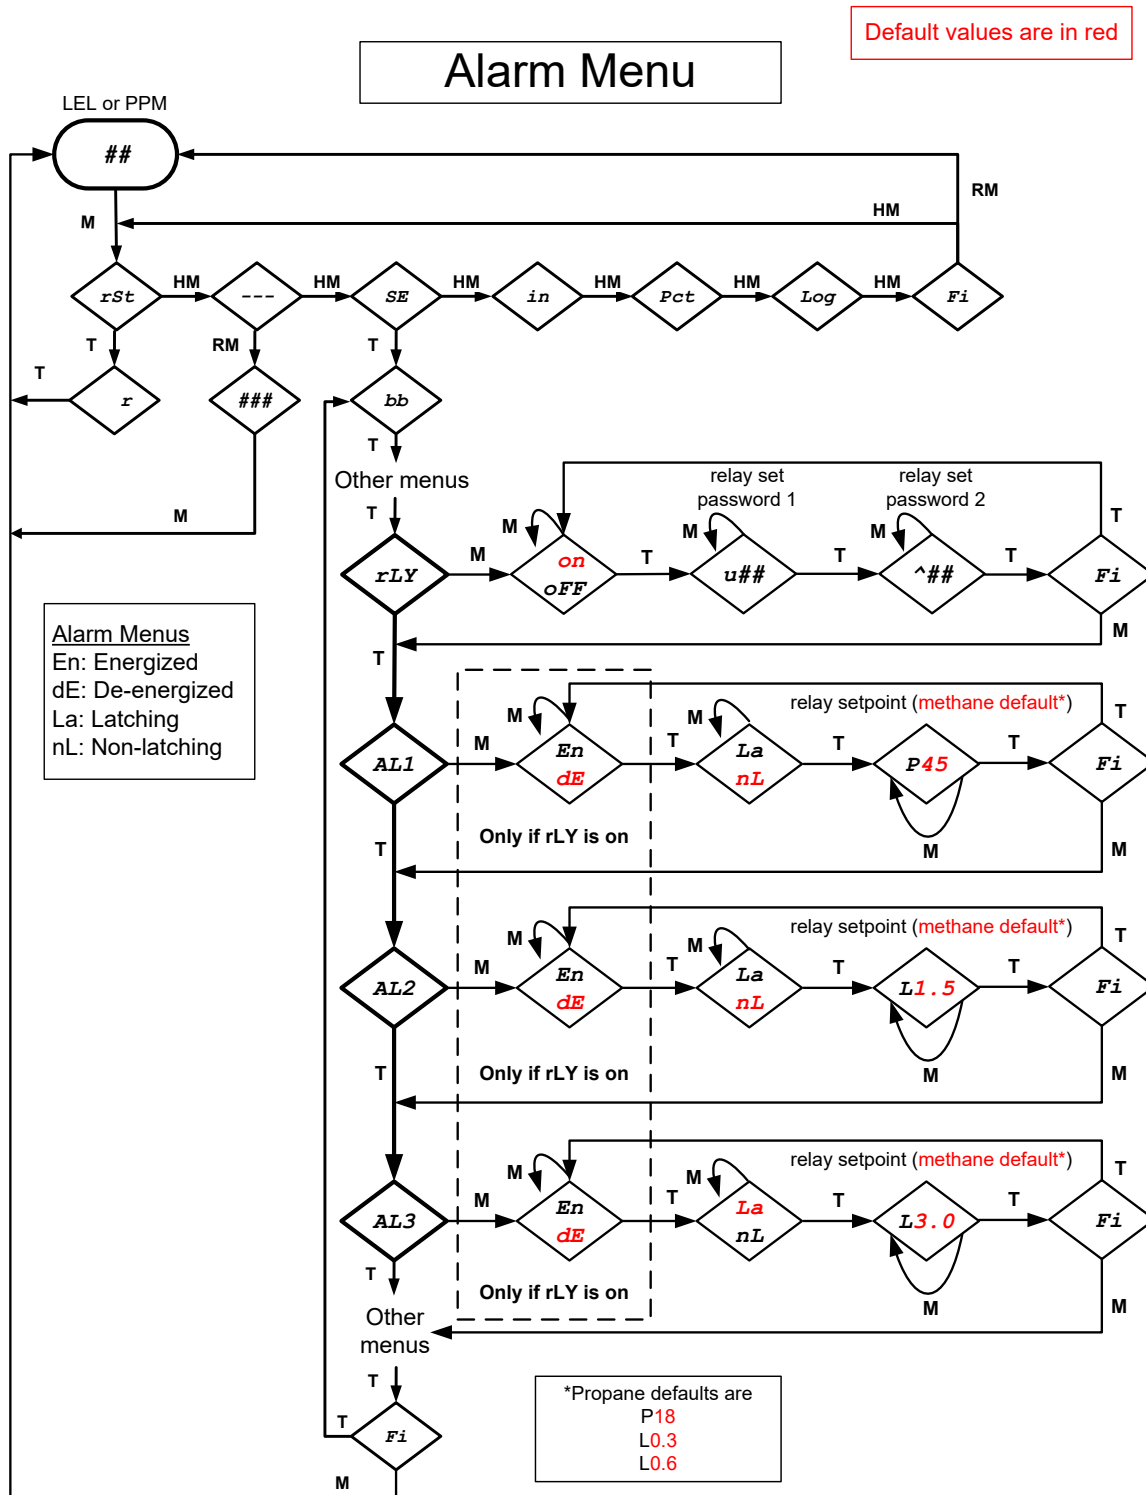 Default values are in red
Alarm Menu
LEL or PPM
##
RM
M
HM
rSt
HM
---
HM
SE
HM
in
HM
Pct
HM
Log
HM
Fi
T
RM
T
T
r
###
bb
T
Other menus
M
T
relay set
password 1
relay set
password 2
T
M
M
M
rLY
M
on
oFF
T
u##
T
^##
T
Fi
M
T
Alarm Menus
En: Energized
dE: De-energized
La: Latching
nL: Non-latching
relay setpoint (methane default*)
T
M
M
AL1
M
En
dE
T
La
nL
T
P45
T
Fi
Only if rLY is on
M
M
T
relay setpoint (methane default*)
T
M
M
AL2
M
En
dE
T
La
nL
T
L1.5
T
Fi
Only if rLY is on
M
M
T
relay setpoint (methane default*)
T
M
M
AL3
M
En
dE
T
La
nL
T
L3.0
T
Fi
Only if rLY is on
M
M
T
Other
menus
T
T
Fi
M
*Propane defaults are
P18
L0.3
L0.6